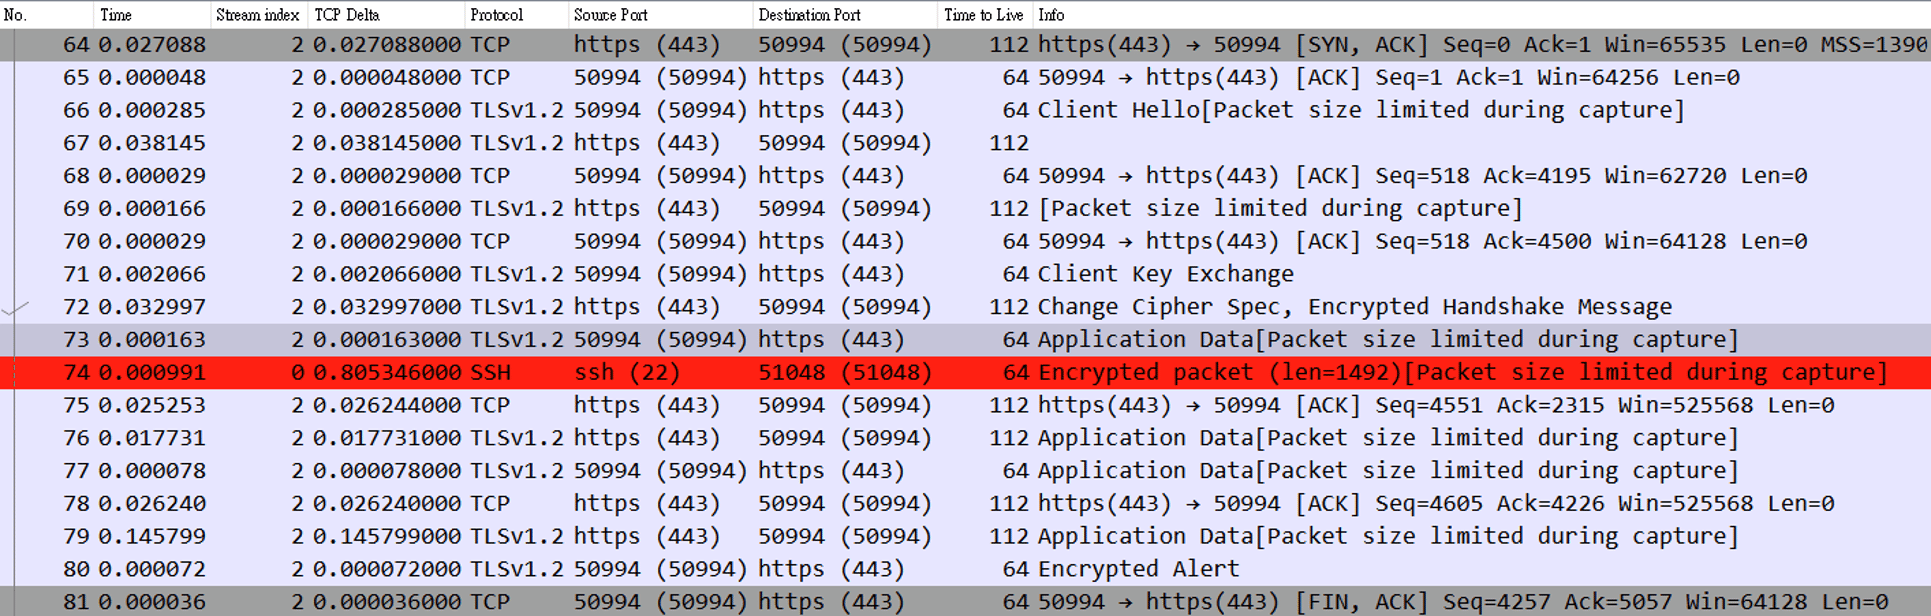 No. Time Stream index TCP Delta Protocol Source Port Destination Port Time to Live Info
64 0.027088 2 0.027088000 TCP https (443) 50994 (50994) 112 https(443) → 50994 [SYN, ACK] Seq=0 Ack=1 Win=65535 Len=0 MSS=1390
65 0.000048 2 0.000048000 TCP 50994 (50994) https (443) 64 50994 → https(443) [ACK] Seq=1 Ack=1 Win=64256 Len=0
66 0.000285 2 0.000285000 TLSv1.2 50994 (50994) https (443) 64 Client Hello[Packet size limited during capture]
67 0.038145 2 0.038145000 TLSv1.2 https (443) 50994 (50994) 112
68 0.000029 2 0.000029000 TCP 50994 (50994) https (443) 64 50994 → https(443) [ACK] Seq=518 Ack=4195 Win=62720 Len=0
69 0.000166 2 0.000166000 TLSv1.2 https (443) 50994 (50994) 112 [Packet size limited during capture]
70 0.000029 2 0.000029000 TCP 50994 (50994) https (443) 64 50994 → https(443) [ACK] Seq=518 Ack=4500 Win=64128 Len=0
71 0.002066 2 0.002066000 TLSv1.2 50994 (50994) https (443) 64 Client Key Exchange
72 0.032997 2 0.032997000 TLSv1.2 https (443) 50994 (50994) 112 Change Cipher Spec, Encrypted Handshake Message
73 0.000163 2 0.000163000 TLSv1.2 50994 (50994) https (443) 64 Application Data[Packet size limited during capture]
74 0.000991 0 0.805346000 SSH ssh (22) 51048 (51048) 64 Encrypted packet (len=1492)[Packet size limited during capture]
75 0.025253 2 0.026244000 TCP https (443) 50994 (50994) 112 https(443) → 50994 [ACK] Seq=4551 Ack=2315 Win=525568 Len=0
76 0.017731 2 0.017731000 TLSv1.2 https (443) 50994 (50994) 112 Application Data[Packet size limited during capture]
77 0.000078 2 0.000078000 TLSv1.2 50994 (50994) https (443) 64 Application Data[Packet size limited during capture]
78 0.026240 2 0.026240000 TCP https (443) 50994 (50994) 112 https(443) → 50994 [ACK] Seq=4605 Ack=4226 Win=525568 Len=0
79 0.145799 2 0.145799000 TLSv1.2 https (443) 50994 (50994) 112 Application Data[Packet size limited during capture]
80 0.000072 2 0.000072000 TLSv1.2 50994 (50994) https (443) 64 Encrypted Alert
81 0.000036 2 0.000036000 TCP 50994 (50994) https (443) 64 50994 → https(443) [FIN, ACK] Seq=4257 Ack=5057 Win=64128 Len=0